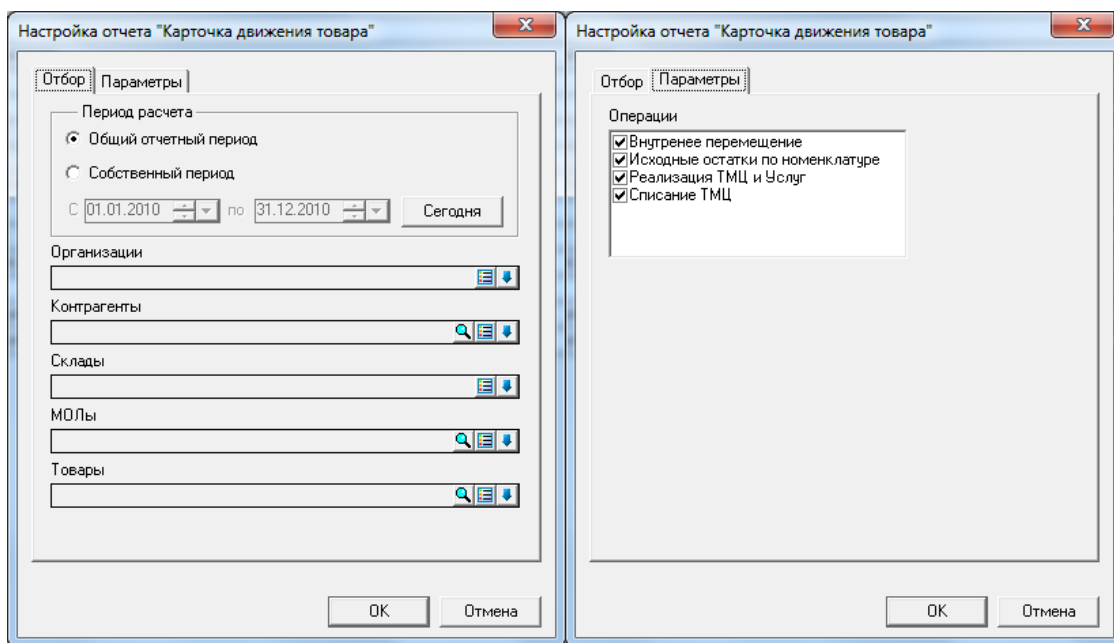 Настройка отчета "Карточка движения товара"
Отбор Параметры
Период расчета
Общий отчетный период
Собственный период
С 01.01.2010 по 31.12.2010 Сегодня
Организации
Контрагенты
Склады
МОЛы
Товары
ОК Отмена
Настройка отчета "Карточка движения товара"
Отбор Параметры
Операции
Внутренее перемещение
Исходные остатки по номенклатуре
Реализация ТМЦ и Услуг
Списание ТМЦ
ОК Отмена